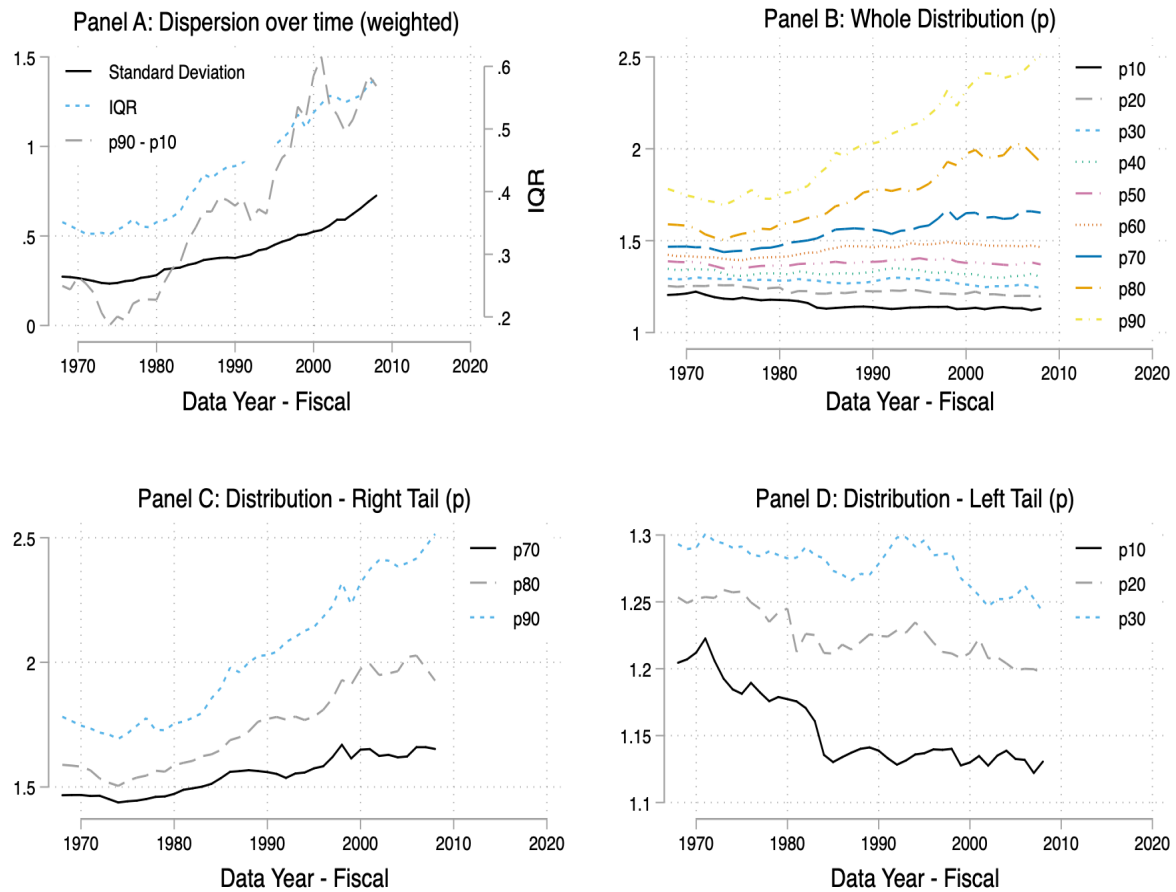 Panel A: Dispersion over time (weighted)
1.5
1
.5
0
.6
.5
.4
.3
.2
IQR
Standard Deviation
IQR
p90 - p10
1970 1980 1990 2000 2010 2020
Data Year - Fiscal
Panel B: Whole Distribution (p)
2.5
2
1.5
1
p10
p20
p30
p40
p50
p60
p70
p80
p90
1970 1980 1990 2000 2010 2020
Data Year - Fiscal
Panel C: Distribution - Right Tail (p)
2.5
2
1.5
p70
p80
p90
1970 1980 1990 2000 2010 2020
Data Year - Fiscal
Panel D: Distribution - Left Tail (p)
1.3
1.25
1.2
1.15
1.1
p10
p20
p30
1970 1980 1990 2000 2010 2020
Data Year - Fiscal